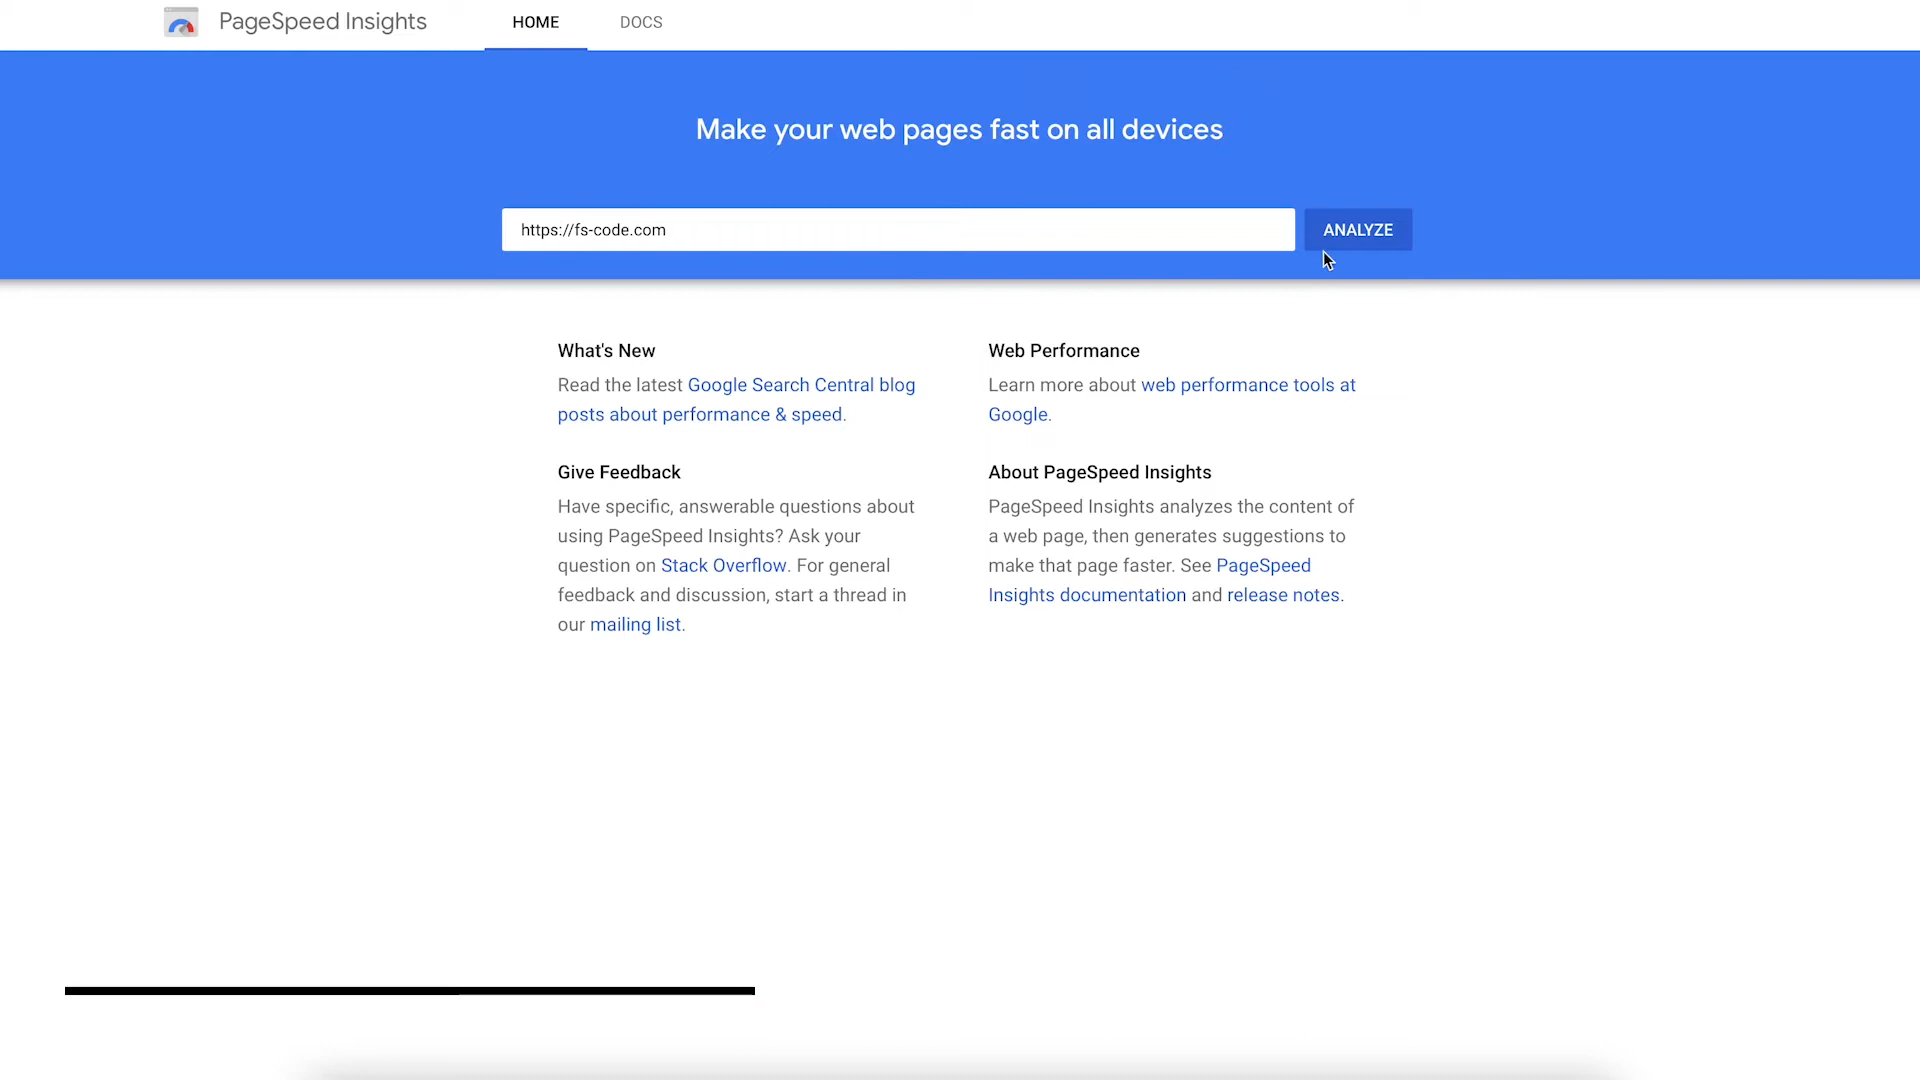 PageSpeed Insights
HOME
DOCS
Make your web pages fast on all devices
https://fs-code.com
ANALYZE
What's New
Read the latest Google Search Central blog
posts about performance & speed.
Give Feedback
Have specific, answerable questions about
using PageSpeed Insights? Ask your
question on Stack Overflow. For general
feedback and discussion, start a thread in
our mailing list.
Web Performance
Learn more about web performance tools at
Google.
About PageSpeed Insights
PageSpeed Insights analyzes the content of
a web page, then generates suggestions to
make that page faster. See PageSpeed
Insights documentation and release notes.